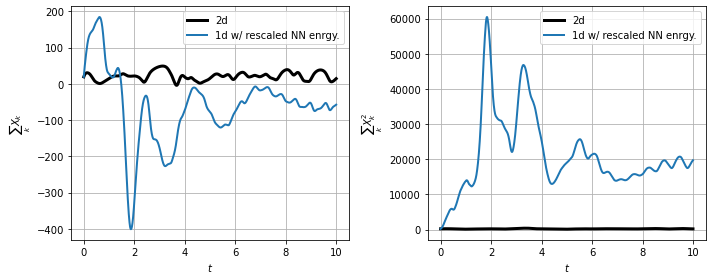 200
100
0
−100
−200
−300
−400
0 2 4 6 8 10
t
∑ₖ Xₖ
2d
1d w/ rescaled NN enrgy.
60000
50000
40000
30000
20000
10000
0
0 2 4 6 8 10
t
∑ₖ Xₖ²
2d
1d w/ rescaled NN enrgy.